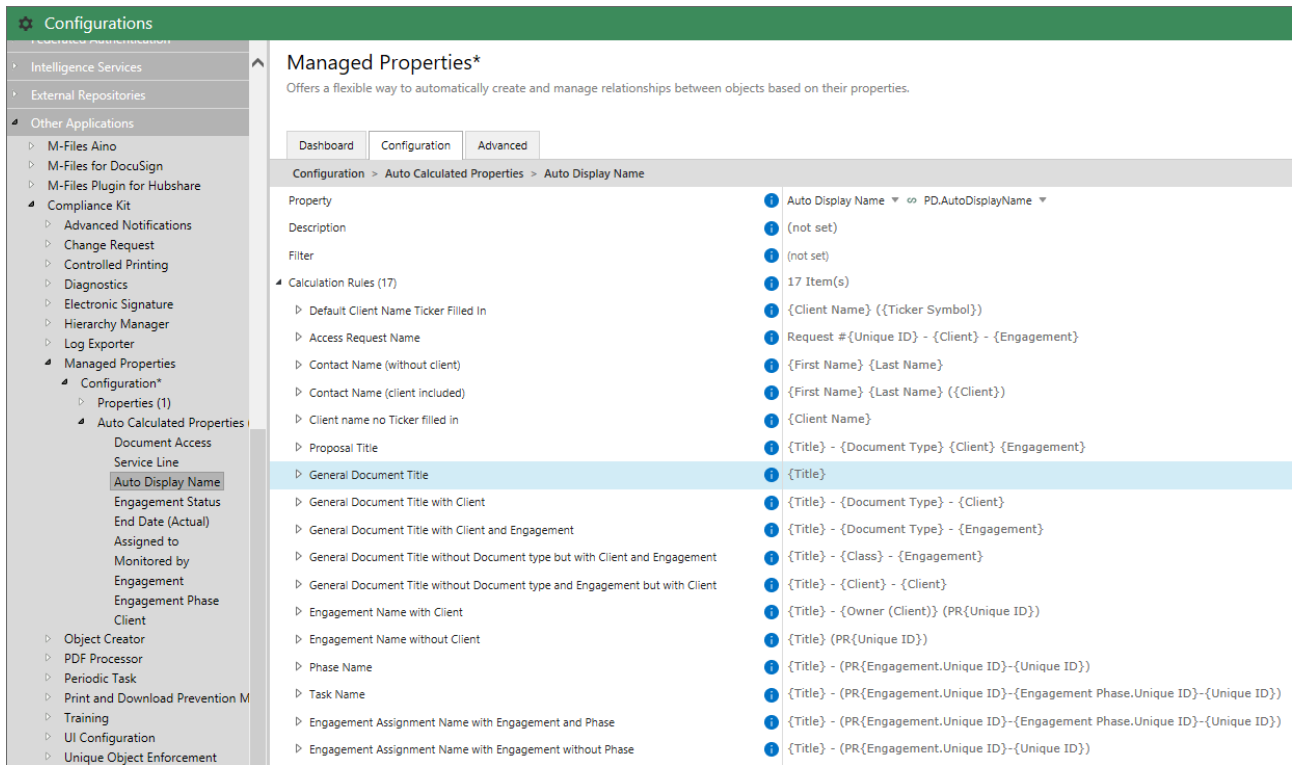 Configurations
Federated Authentication
Intelligence Services
External Repositories
Other Applications
M-Files Aino
M-Files for DocuSign
M-Files Plugin for Hubshare
Compliance Kit
Advanced Notifications
Change Request
Controlled Printing
Diagnostics
Electronic Signature
Hierarchy Manager
Log Exporter
Managed Properties
Configuration*
Properties (1)
Auto Calculated Properties (
Document Access
Service Line
Auto Display Name
Engagement Status
End Date (Actual)
Assigned to
Monitored by
Engagement
Engagement Phase
Client
Object Creator
PDF Processor
Periodic Task
Print and Download Prevention M
Training
UI Configuration
Unique Object Enforcement
Managed Properties*
Offers a flexible way to automatically create and manage relationships between objects based on their properties.
Dashboard Configuration Advanced
Configuration > Auto Calculated Properties > Auto Display Name
Property Auto Display Name PD.AutoDisplayName
Description (not set)
Filter (not set)
Calculation Rules (17) 17 Item(s)
Default Client Name Ticker Filled In {Client Name} ({Ticker Symbol})
Access Request Name Request #{Unique ID} - {Client} - {Engagement}
Contact Name (without client) {First Name} {Last Name}
Contact Name (client included) {First Name} {Last Name} ({Client})
Client name no Ticker filled in {Client Name}
Proposal Title {Title} - {Document Type} {Client} {Engagement}
General Document Title {Title}
General Document Title with Client {Title} - {Document Type} - {Client}
General Document Title with Client and Engagement {Title} - {Document Type} - {Engagement}
General Document Title without Document type but with Client and Engagement {Title} - {Class} - {Engagement}
General Document Title without Document type and Engagement but with Client {Title} - {Client} - {Client}
Engagement Name with Client {Title} - {Owner (Client)} (PR{Unique ID})
Engagement Name without Client {Title} (PR{Unique ID})
Phase Name {Title} - (PR{Engagement.Unique ID}-{Unique ID})
Task Name {Title} - (PR{Engagement.Unique ID}-{Engagement Phase.Unique ID}-{Unique ID})
Engagement Assignment Name with Engagement and Phase {Title} - (PR{Engagement.Unique ID}-{Engagement Phase.Unique ID}-{Unique ID})
Engagement Assignment Name with Engagement without Phase {Title} - (PR{Engagement.Unique ID}-{Unique ID})